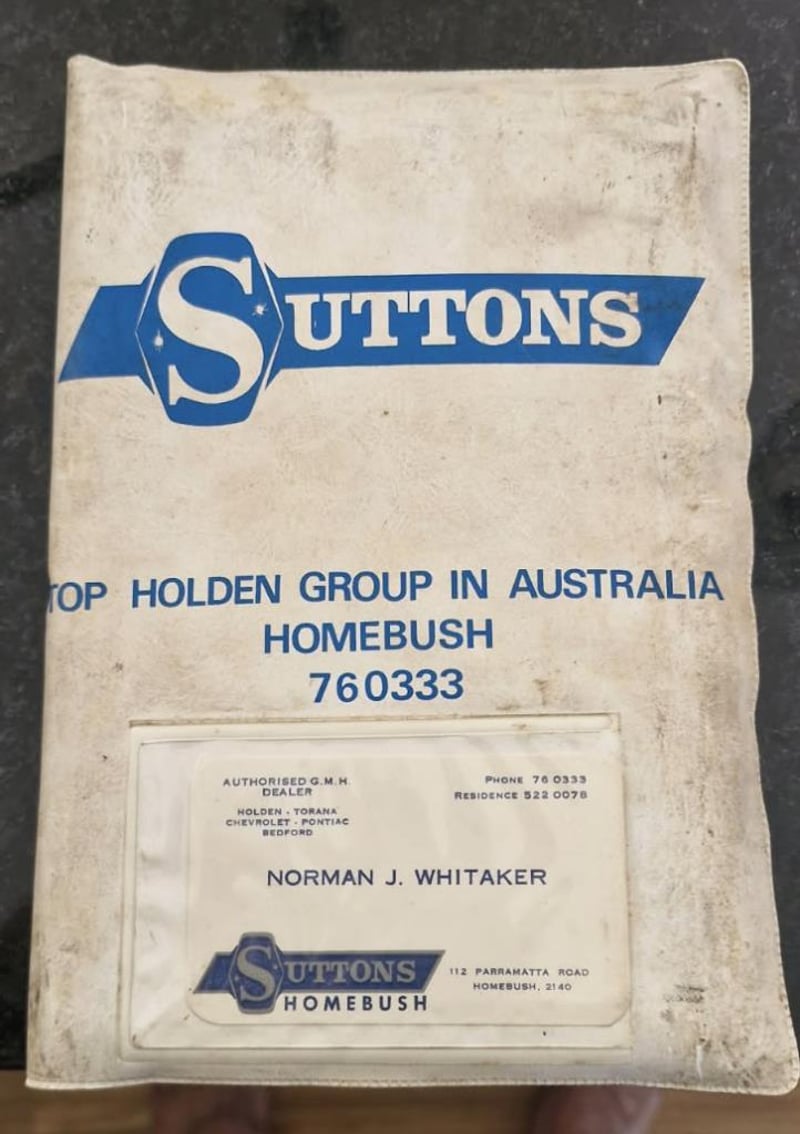 SUTTONS
TOP HOLDEN GROUP IN AUSTRALIA
HOMEBUSH
760333
AUTHORISED G.M.H.
DEALER
HOLDEN - TORANA
CHEVROLET - PONTIAC
BEDFORD
PHONE 76 0333
RESIDENCE 522 0078
NORMAN J. WHITAKER
SUTTONS
HOMEBUSH
112 PARRAMATTA ROAD
HOMEBUSH, 2140